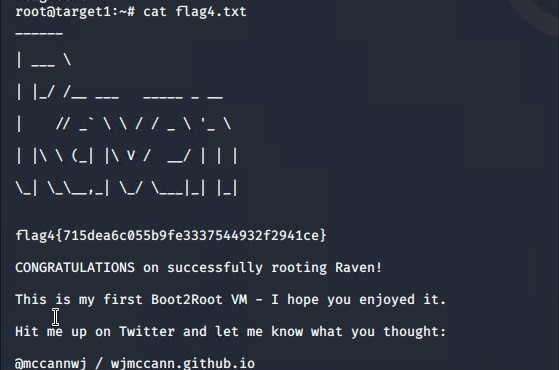 root@target1:~# cat flag4.txt
______
| ___ \
| |_/ /__ ___   _____ _ __
|    // _` \ \ / / _ \ '_ \
| |\ \ (_| |\ V /  __/ | | |
\_| \_\__,_| \_/ \___|_| |_|
flag4{715dea6c055b9fe3337544932f2941ce}
CONGRATULATIONS on successfully rooting Raven!
This is my first Boot2Root VM - I hope you enjoyed it.
Hit me up on Twitter and let me know what you thought:
@mccannwj / wjmccann.github.io